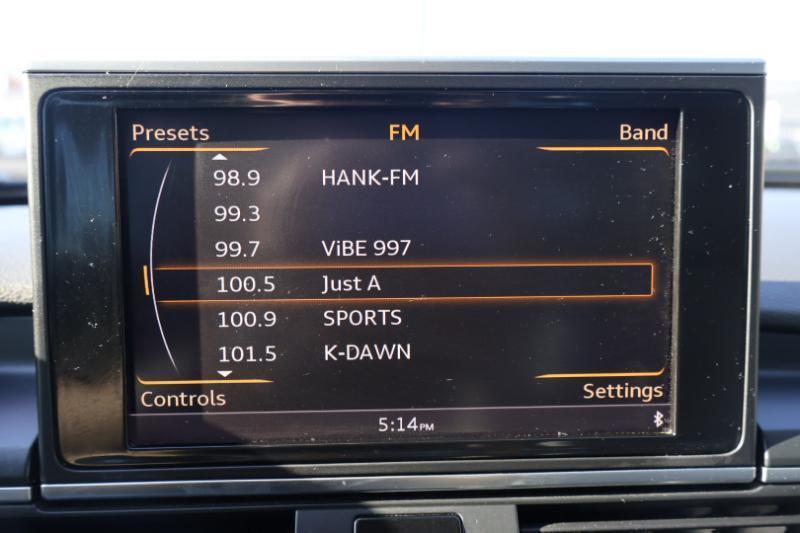 Presets FM Band
98.9 HANK-FM
99.3
99.7 ViBE 997
100.5 Just A
100.9 SPORTS
101.5 K-DAWN
Controls Settings
5:14PM